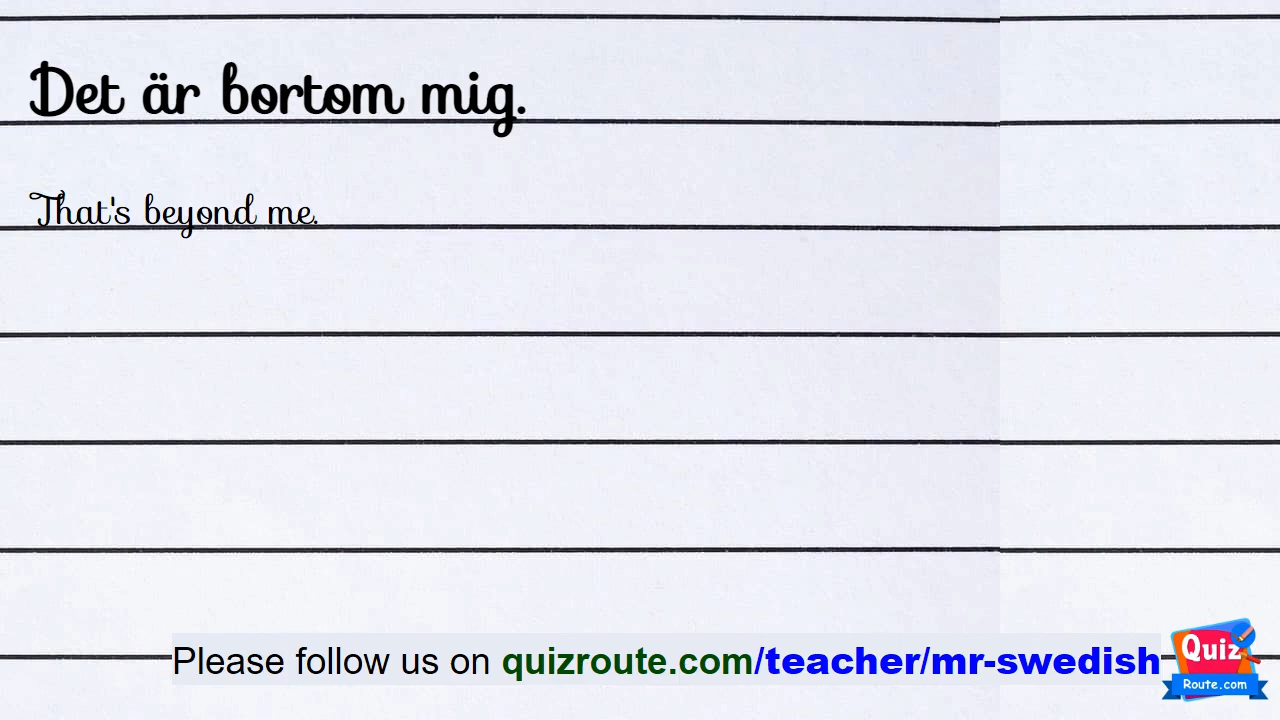 Det är bortom mig.
That's beyond me.
Please follow us on quizroute.com/teacher/mr-swedish
Quiz
Route.com